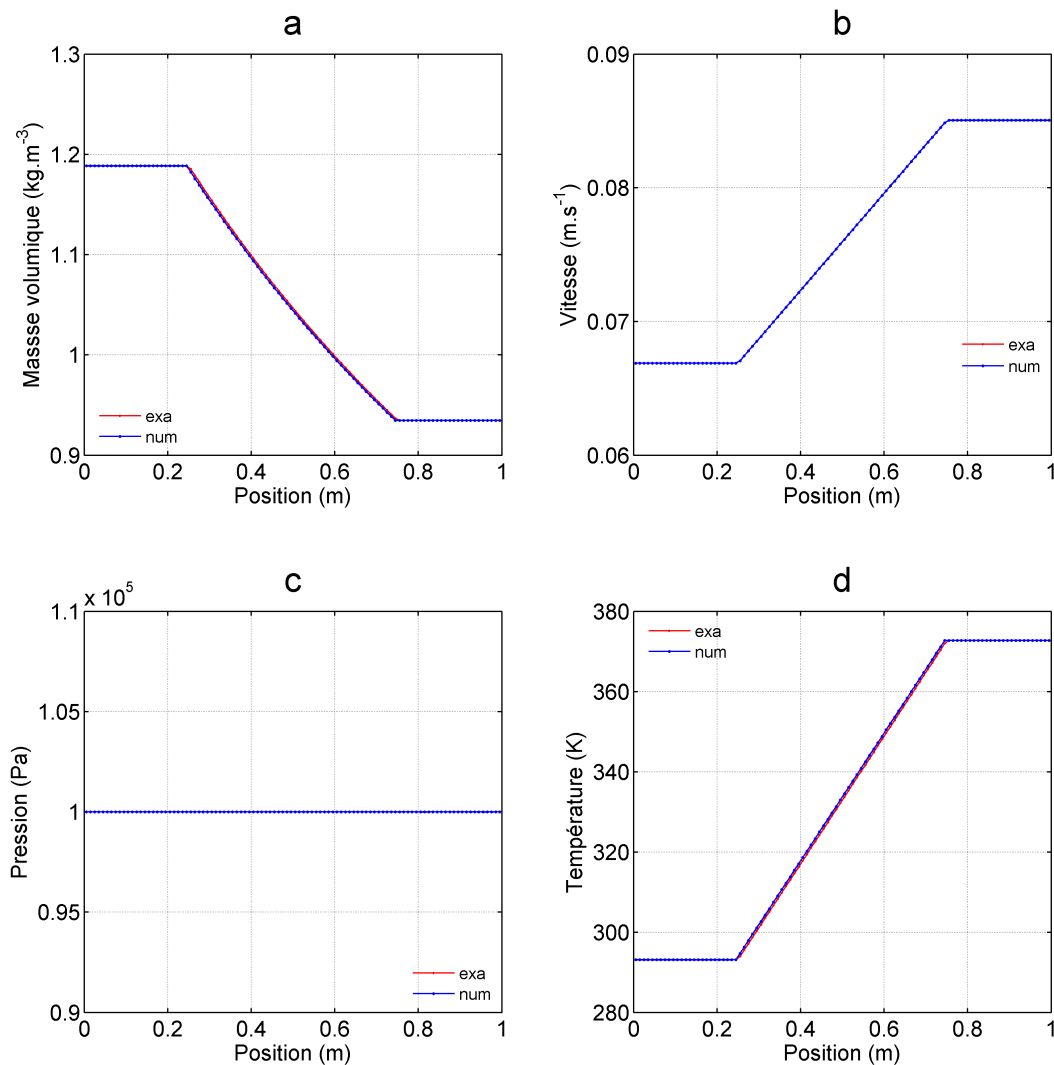 a
1.3
1.2
1.1
1
0.9
Massse volumique (kg.m-3)
exa
num
0 0.2 0.4 0.6 0.8 1
Position (m)
b
0.09
0.08
0.07
0.06
Vitesse (m.s-1)
exa
num
0 0.2 0.4 0.6 0.8 1
Position (m)
c
x 10^5
1.1
1.05
1
0.95
0.9
Pression (Pa)
exa
num
0 0.2 0.4 0.6 0.8 1
Position (m)
d
380
360
340
320
300
280
Température (K)
exa
num
0 0.2 0.4 0.6 0.8 1
Position (m)